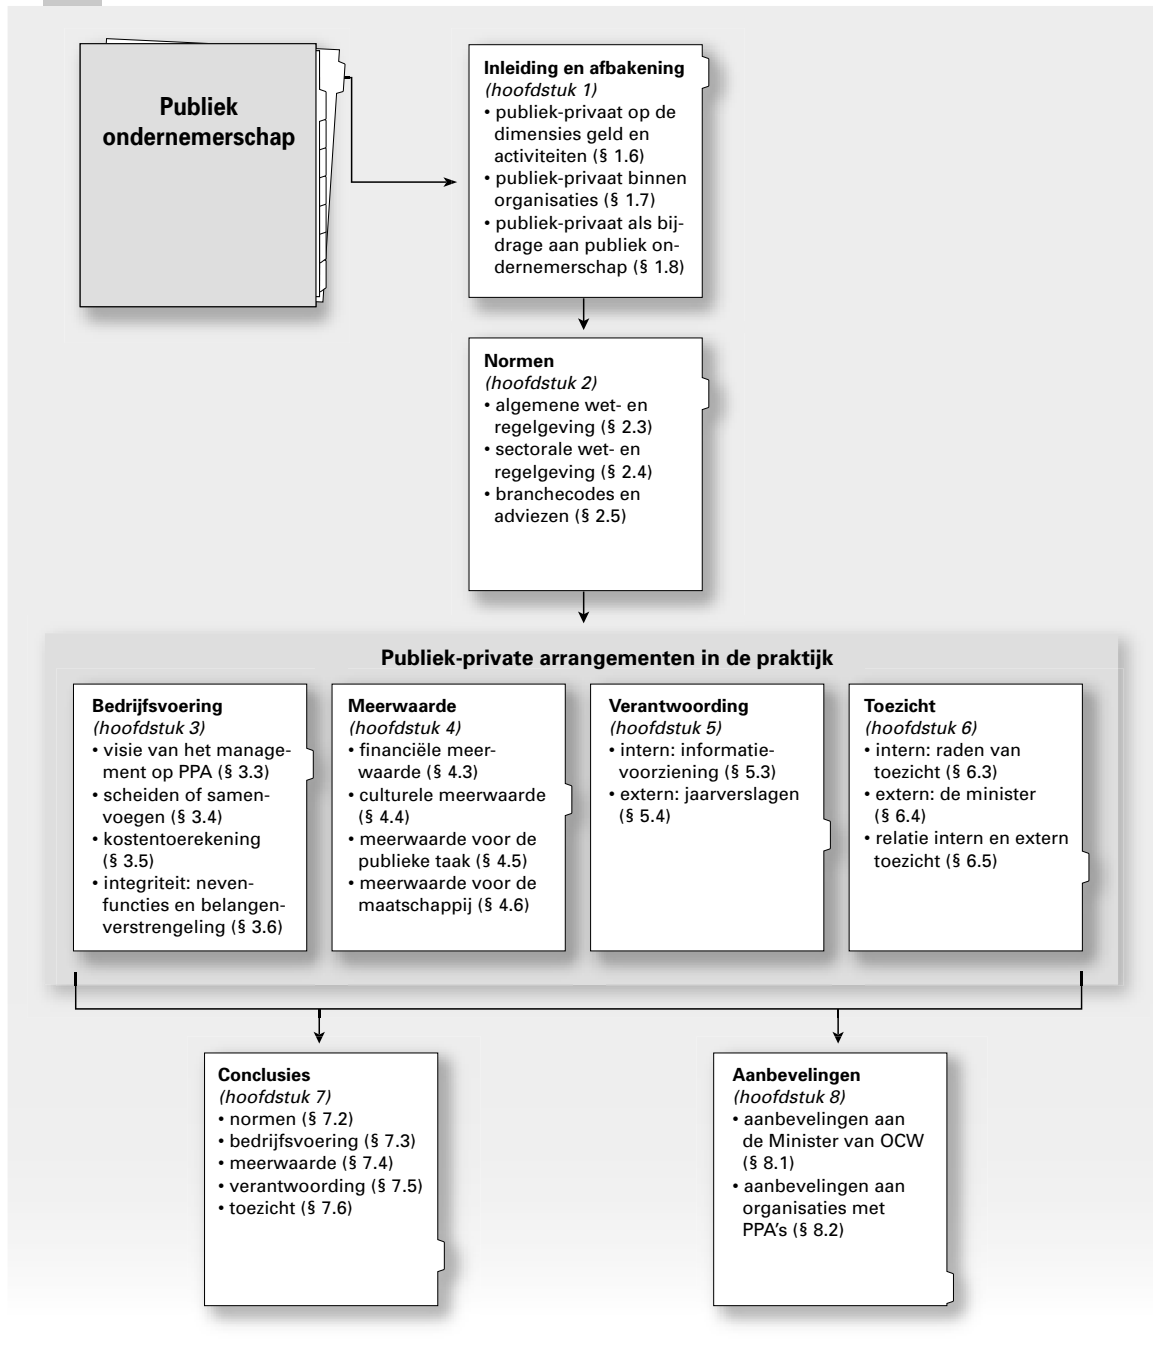 Publiek
ondernemerschap
Inleiding en afbakening
(hoofdstuk 1)
• publiek-privaat op de
dimensies geld en
activiteiten (§ 1.6)
• publiek-privaat binnen
organisaties (§ 1.7)
• publiek-privaat als bij-
drage aan publiek on-
dernemerschap (§ 1.8)
Normen
(hoofdstuk 2)
• algemene wet- en
regelgeving (§ 2.3)
• sectorale wet- en
regelgeving (§ 2.4)
• branchecodes en
adviezen (§ 2.5)
Publiek-private arrangementen in de praktijk
Bedrijfsvoering
(hoofdstuk 3)
• visie van het manage-
ment op PPA (§ 3.3)
• scheiden of samen-
voegen (§ 3.4)
• kostentoerekening
(§ 3.5)
• integriteit: neven-
functies en belangen-
verstrengeling (§ 3.6)
Meerwaarde
(hoofdstuk 4)
• financiële meer-
waarde (§ 4.3)
• culturele meerwaarde
(§ 4.4)
• meerwaarde voor de
publieke taak (§ 4.5)
• meerwaarde voor de
maatschappij (§ 4.6)
Verantwoording
(hoofdstuk 5)
• intern: informatie-
voorziening (§ 5.3)
• extern: jaarverslagen
(§ 5.4)
Toezicht
(hoofdstuk 6)
• intern: raden van
toezicht (§ 6.3)
• extern: de minister
(§ 6.4)
• relatie intern en extern
toezicht (§ 6.5)
Conclusies
(hoofdstuk 7)
• normen (§ 7.2)
• bedrijfsvoering (§ 7.3)
• meerwaarde (§ 7.4)
• verantwoording (§ 7.5)
• toezicht (§ 7.6)
Aanbevelingen
(hoofdstuk 8)
• aanbevelingen aan
de Minister van OCW
(§ 8.1)
• aanbevelingen aan
organisaties met
PPA's (§ 8.2)